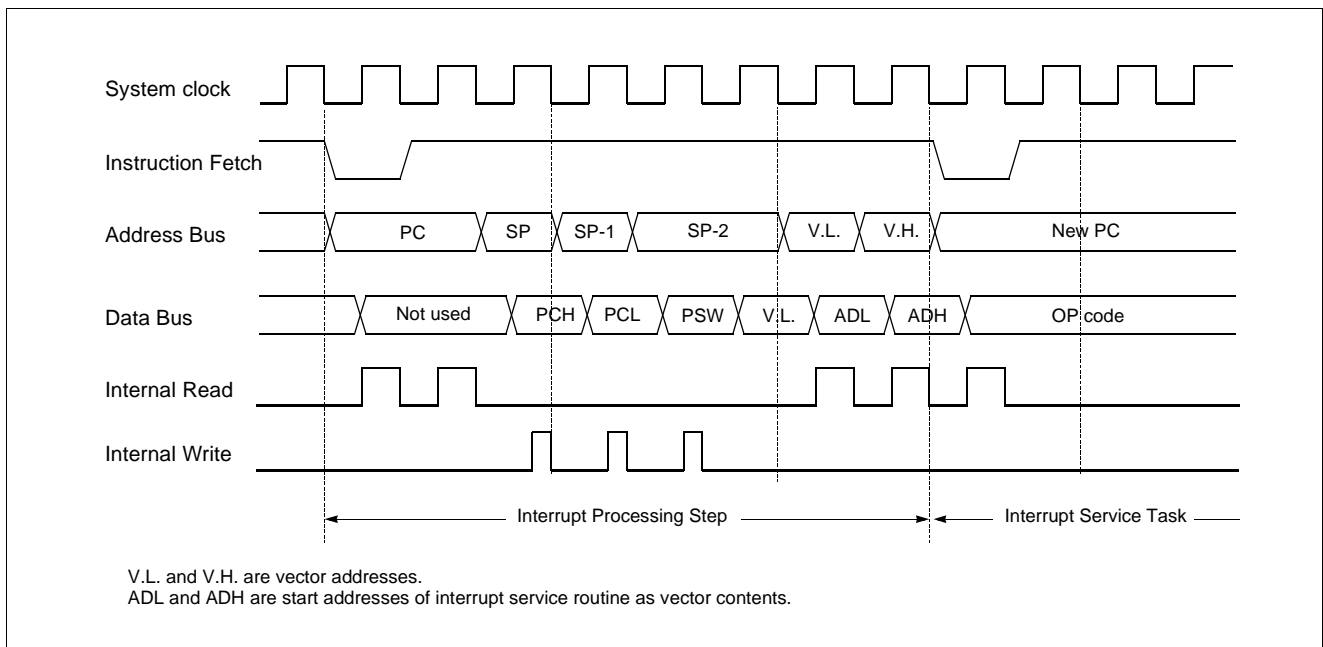 System clock
Instruction Fetch
Address Bus PC SP SP-1 SP-2 V.L. V.H. New PC
Data Bus Not used PCH PCL PSW V.L. ADL ADH OP code
Internal Read
Internal Write
Interrupt Processing Step Interrupt Service Task
V.L. and V.H. are vector addresses.
ADL and ADH are start addresses of interrupt service routine as vector contents.